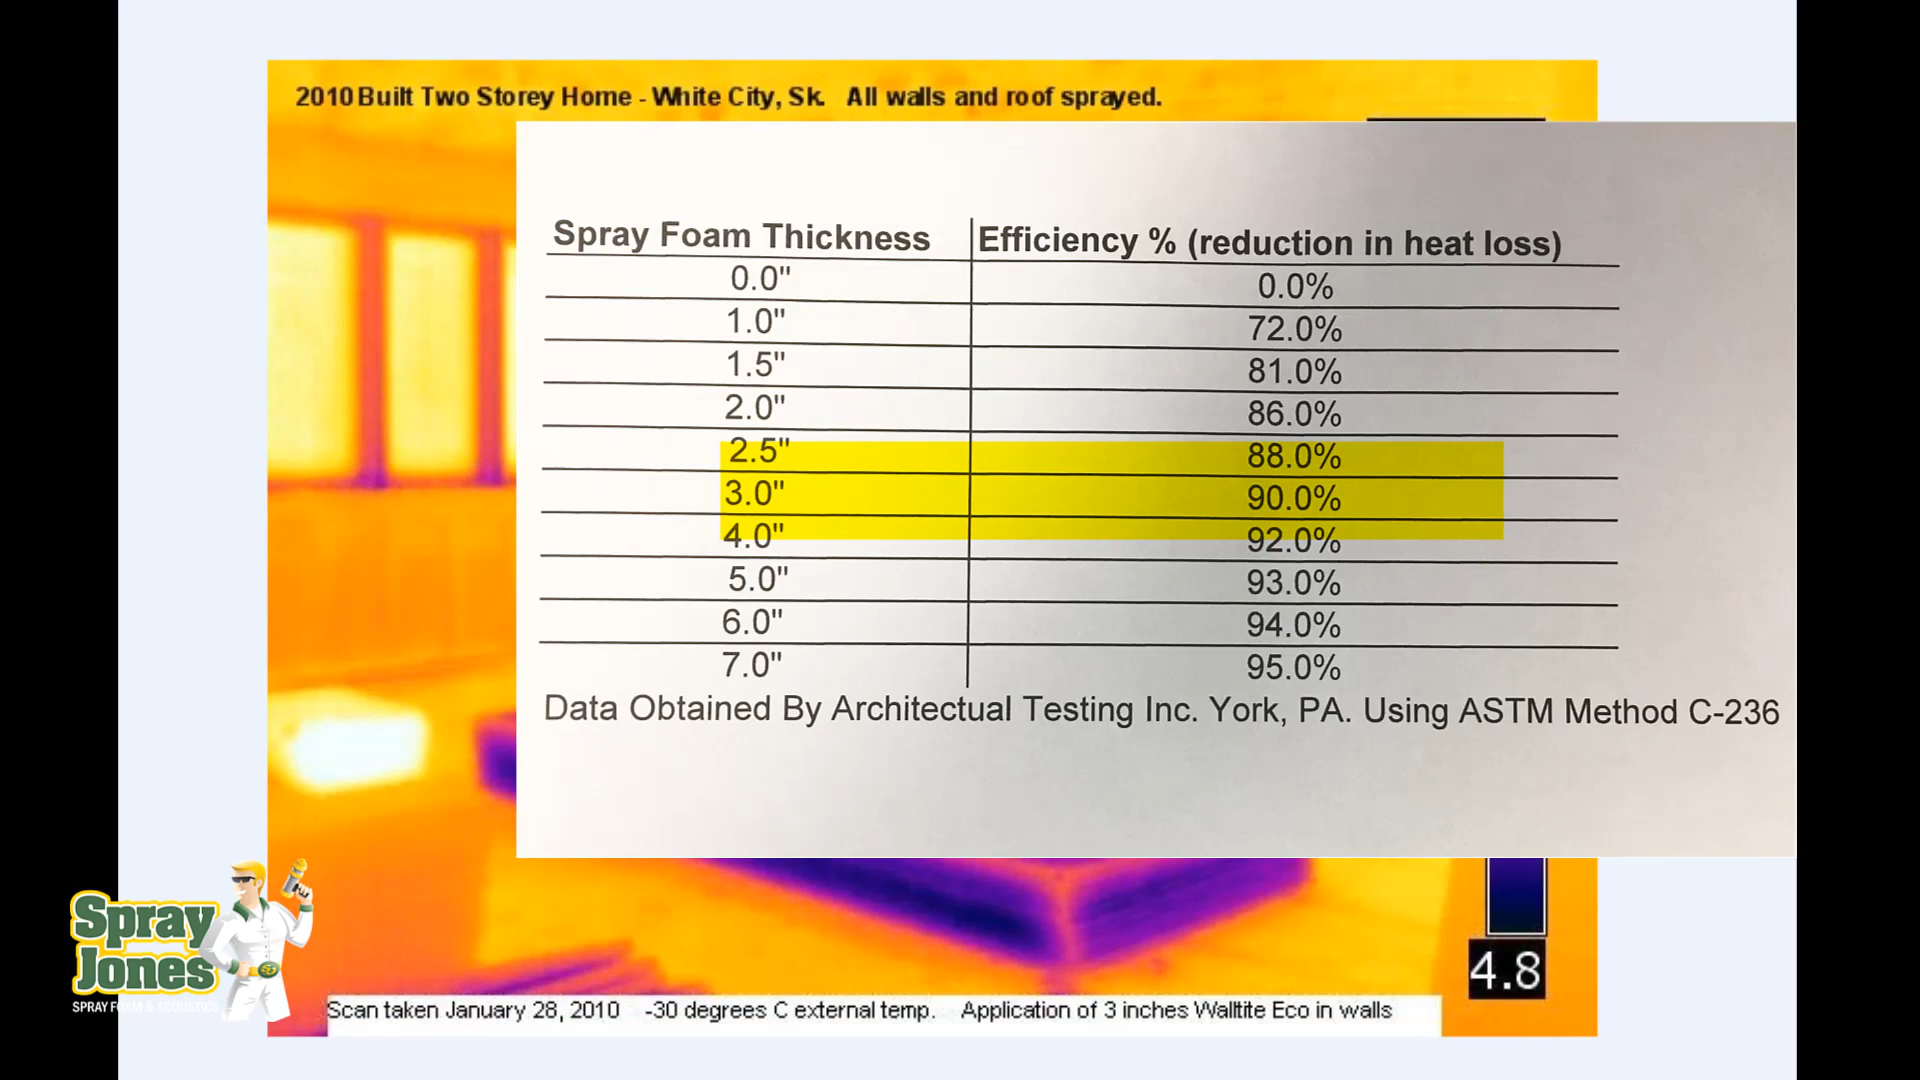 2010 Built Two Storey Home - White City, Sk. All walls and roof sprayed.
Spray Foam Thickness Efficiency % (reduction in heat loss)
0.0" 0.0%
1.0" 72.0%
1.5" 81.0%
2.0" 86.0%
2.5" 88.0%
3.0" 90.0%
4.0" 92.0%
5.0" 93.0%
6.0" 94.0%
7.0" 95.0%
Data Obtained By Architectual Testing Inc. York, PA. Using ASTM Method C-236
4.8
Scan taken January 28, 2010 -30 degrees C external temp. Application of 3 inches Walltite Eco in walls
Spray
Jones
SPRAY FOAM & ACOUSTICS
SJ